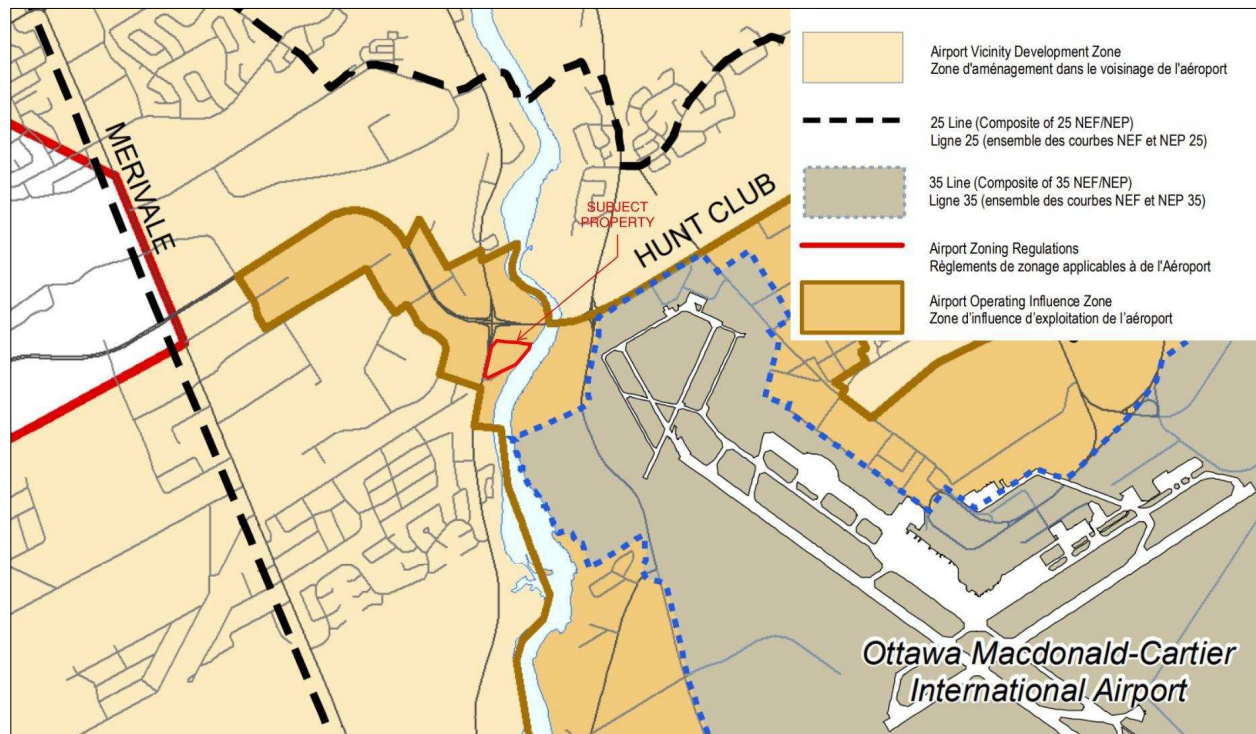 Airport Vicinity Development Zone
Zone d'aménagement dans le voisinage de l'aéroport
25 Line (Composite of 25 NEF/NEP)
Ligne 25 (ensemble des courbes NEF et NEP 25)
35 Line (Composite of 35 NEF/NEP)
Ligne 35 (ensemble des courbes NEF et NEP 35)
Airport Zoning Regulations
Règlements de zonage applicables à de l'Aéroport
Airport Operating Influence Zone
Zone d'influence d'exploitation de l'aéroport
MERIVALE
SUBJECT
PROPERTY
HUNT CLUB
Ottawa Macdonald-Cartier
International Airport